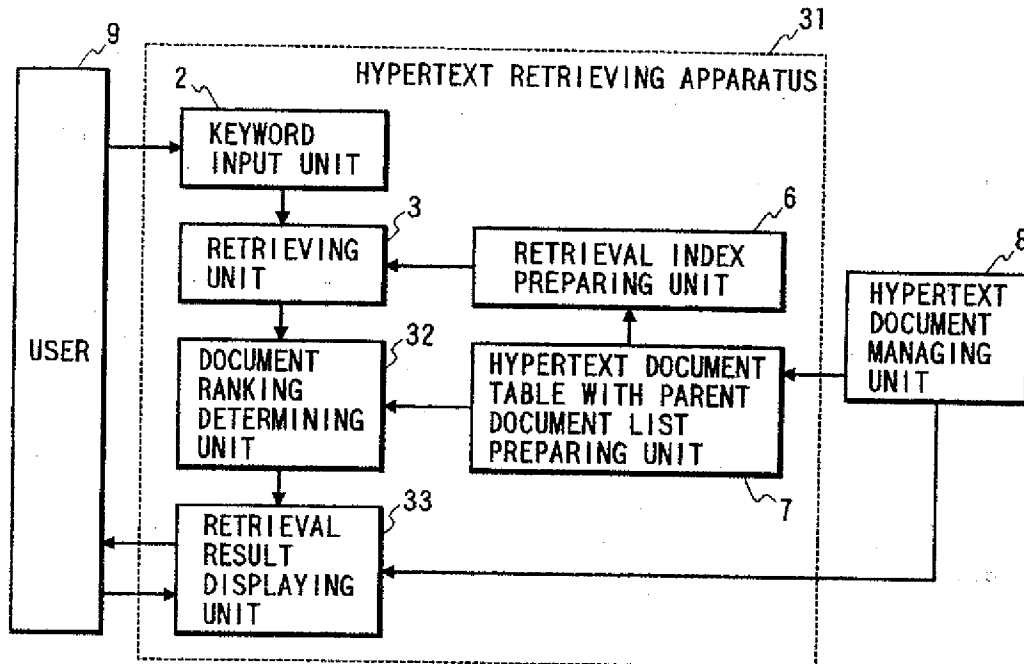 31
9
HYPERTEXT RETRIEVING APPARATUS
2
KEYWORD
INPUT UNIT
3
RETRIEVING
UNIT
6
RETRIEVAL INDEX
PREPARING UNIT
8
HYPERTEXT
DOCUMENT
MANAGING
UNIT
USER
32
DOCUMENT
RANKING
DETERMINING
UNIT
HYPERTEXT DOCUMENT
TABLE WITH PARENT
DOCUMENT LIST
PREPARING UNIT
7
33
RETRIEVAL
RESULT
DISPLAYING
UNIT